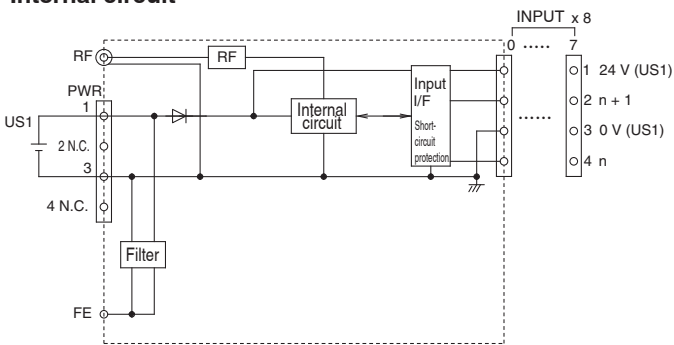 Internal circuit
INPUT x 8
0 ..... 7
RF
RF
PWR
1
US1
2 N.C.
3
4 N.C.
Internal
circuit
Input
I/F
Short-
circuit
protection
......
1 24 V (US1)
2 n + 1
3 0 V (US1)
4 n
Filter
FE